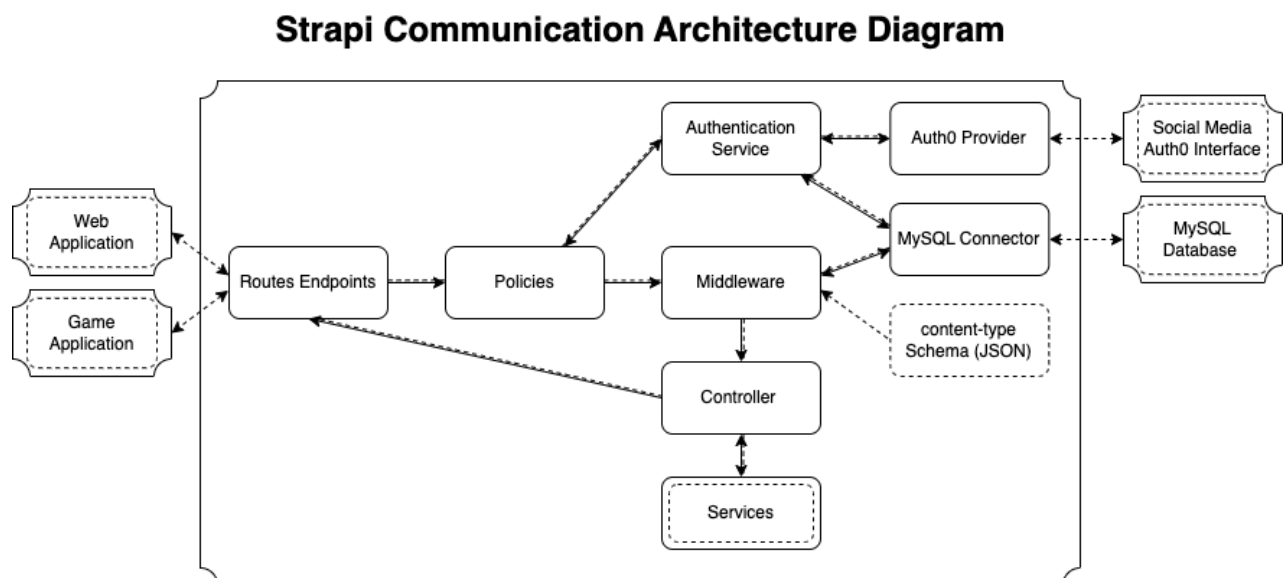 Strapi Communication Architecture Diagram
Authentication
Service
Auth0 Provider
Social Media
Auth0 Interface
Web
Application
MySQL Connector
MySQL
Database
Routes Endpoints
Policies
Middleware
Game
Application
content-type
Schema (JSON)
Controller
Services